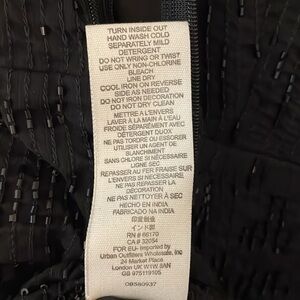 TURN INSIDE OUT
HAND WASH COLD
SEPARATELY MILD
DETERGENT
DO NOT WRING OR TWIST
USE ONLY NON-CHLORINE
BLEACH
LINE DRY
COOL IRON ON REVERSE
SIDE AS NEEDED
DO NOT IRON DECORATION
DO NOT DRY CLEAN
METTRE A L'ENVERS
LAVER À LA MAIN À L'EAU
FROIDE SÉPARÉMENT AVEC
DÉTERGENT DUOX
NE PAS TORDRE OU ESSORER
UTILISER UN AGENT DE
BLANCHIMENT
SANS CHLORE SI NÉCESSAIRE
LIGNE SEC
REPASSER AU FER FRAISE SUR
L'ENVERS SI NÉCESSAIRE
NE PAS REPASSER LA
DÉCORATION
NE PAS NETTOYER À SEC
HECHO EN INDIA
FABRICADO NA INDIA
印度制造
インド製
RN # 66170
CA # 32054
FOR EU- Imported by
Urban Outfitters Wholesale, Inc
24 Market Place
London UK W1W 8AN
GB 975119105
OB580937